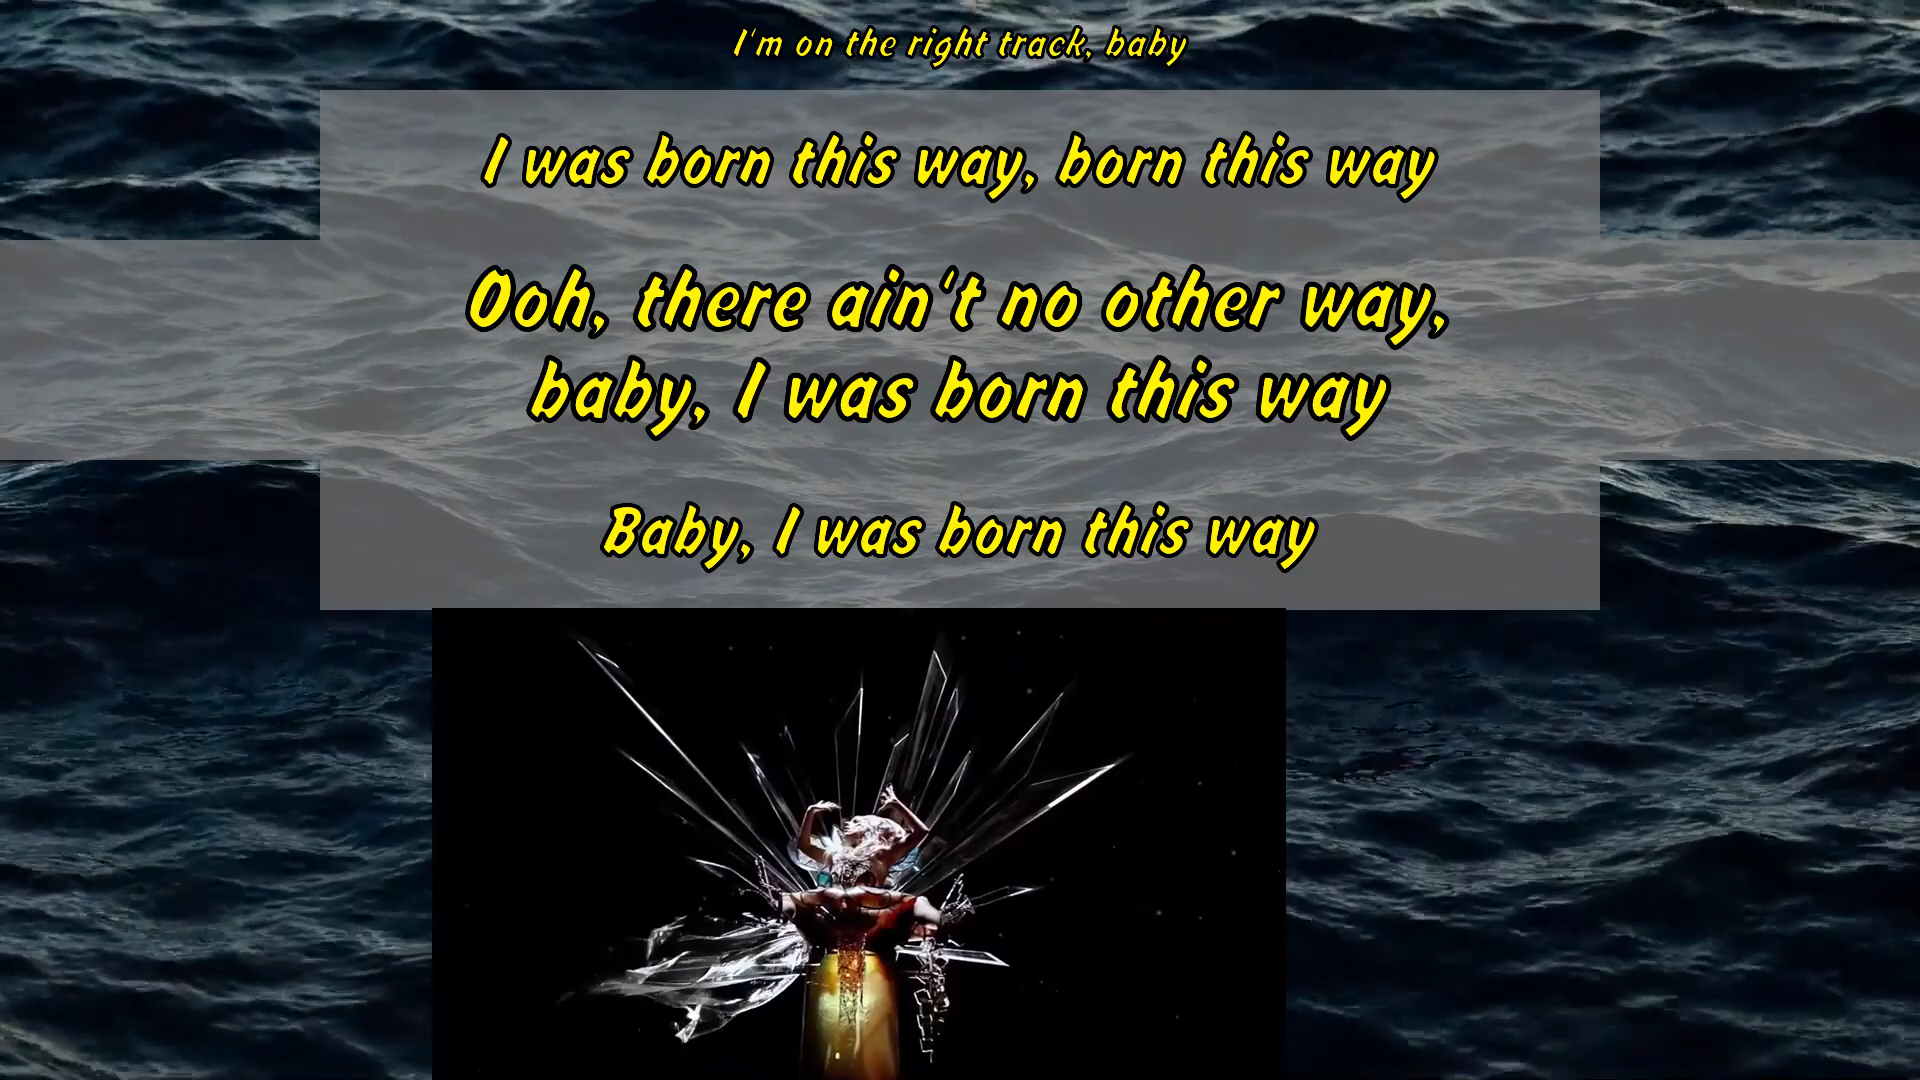 I'm on the right track, baby
I was born this way, born this way
Ooh, there ain't no other way,
baby, I was born this way
Baby, I was born this way